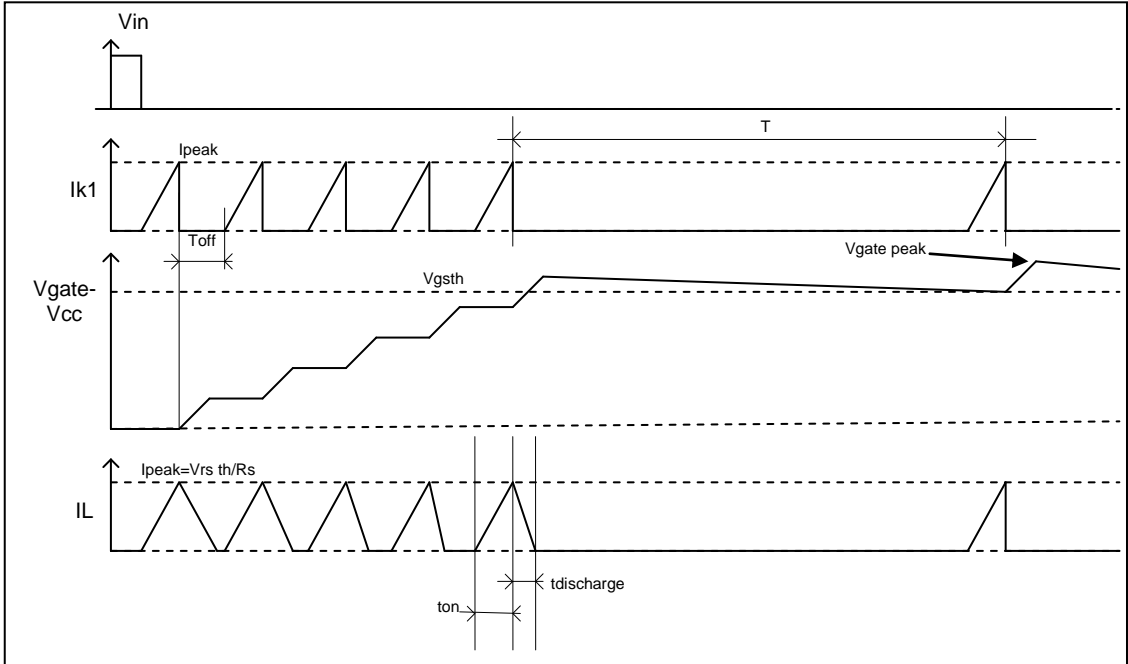 Vin
T
Ipeak
Ik1
Toff
Vgate peak
Vgsth
Vgate-
Vcc
Ipeak=Vrs th/Rs
IL
tdischarge
ton